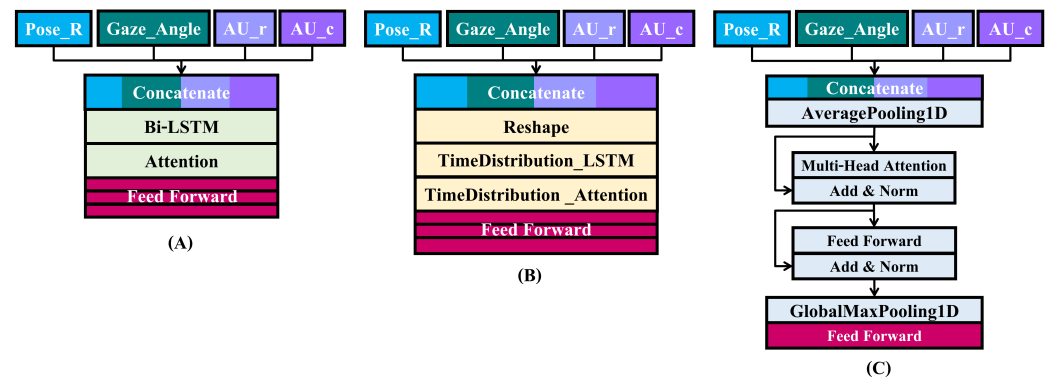 Pose_R Gaze_Angle AU_r AU_c
Concatenate
Bi-LSTM
Attention
Feed Forward
(A)
Pose_R Gaze_Angle AU_r AU_c
Concatenate
Reshape
TimeDistribution_LSTM
TimeDistribution _Attention
Feed Forward
(B)
Pose_R Gaze_Angle AU_r AU_c
Concatenate
AveragePooling1D
Multi-Head Attention
Add & Norm
Feed Forward
Add & Norm
GlobalMaxPooling1D
Feed Forward
(C)